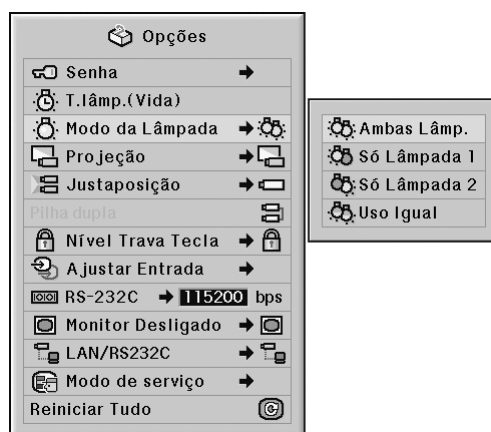 Opções
Senha
T.lâmp.(Vida)
Modo da Lâmpada
Projeção
Justaposição
Pilha dupla
Nível Trava Tecla
Ajustar Entrada
RS-232C 115200 bps
Monitor Desligado
LAN/RS232C
Modo de serviço
Reiniciar Tudo
Ambas Lâmp.
Só Lâmpada 1
Só Lâmpada 2
Uso Igual